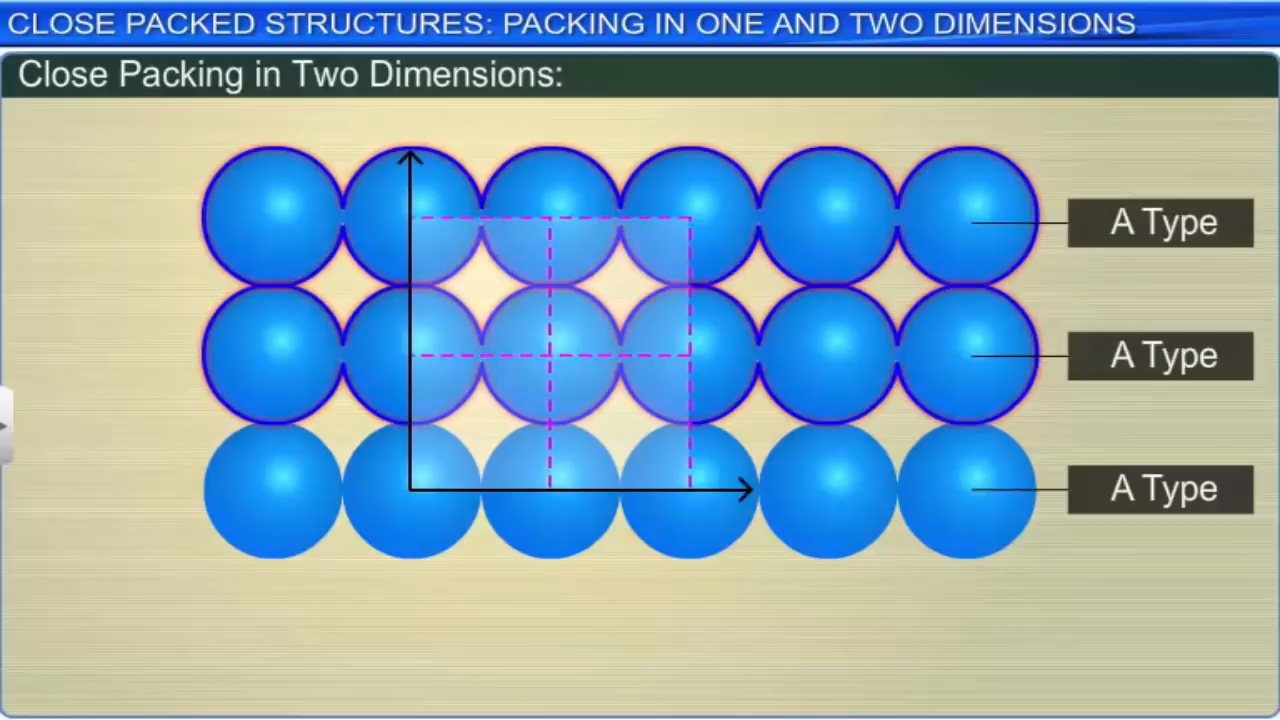 CLOSE PACKED STRUCTURES: PACKING IN ONE AND TWO DIMENSIONS
Close Packing in Two Dimensions:
A Type
A Type
A Type